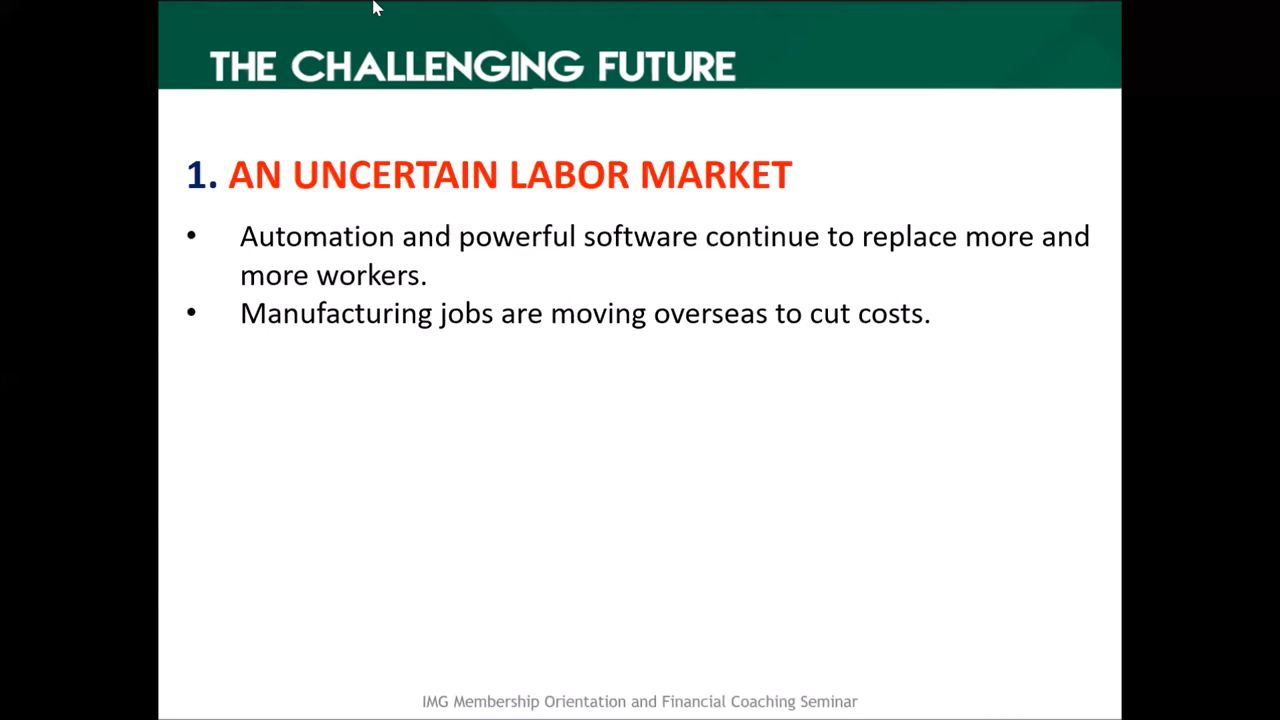 THE CHALLENGING FUTURE
1. AN UNCERTAIN LABOR MARKET
• Automation and powerful software continue to replace more and
more workers.
• Manufacturing jobs are moving overseas to cut costs.
IMG Membership Orientation and Financial Coaching Seminar